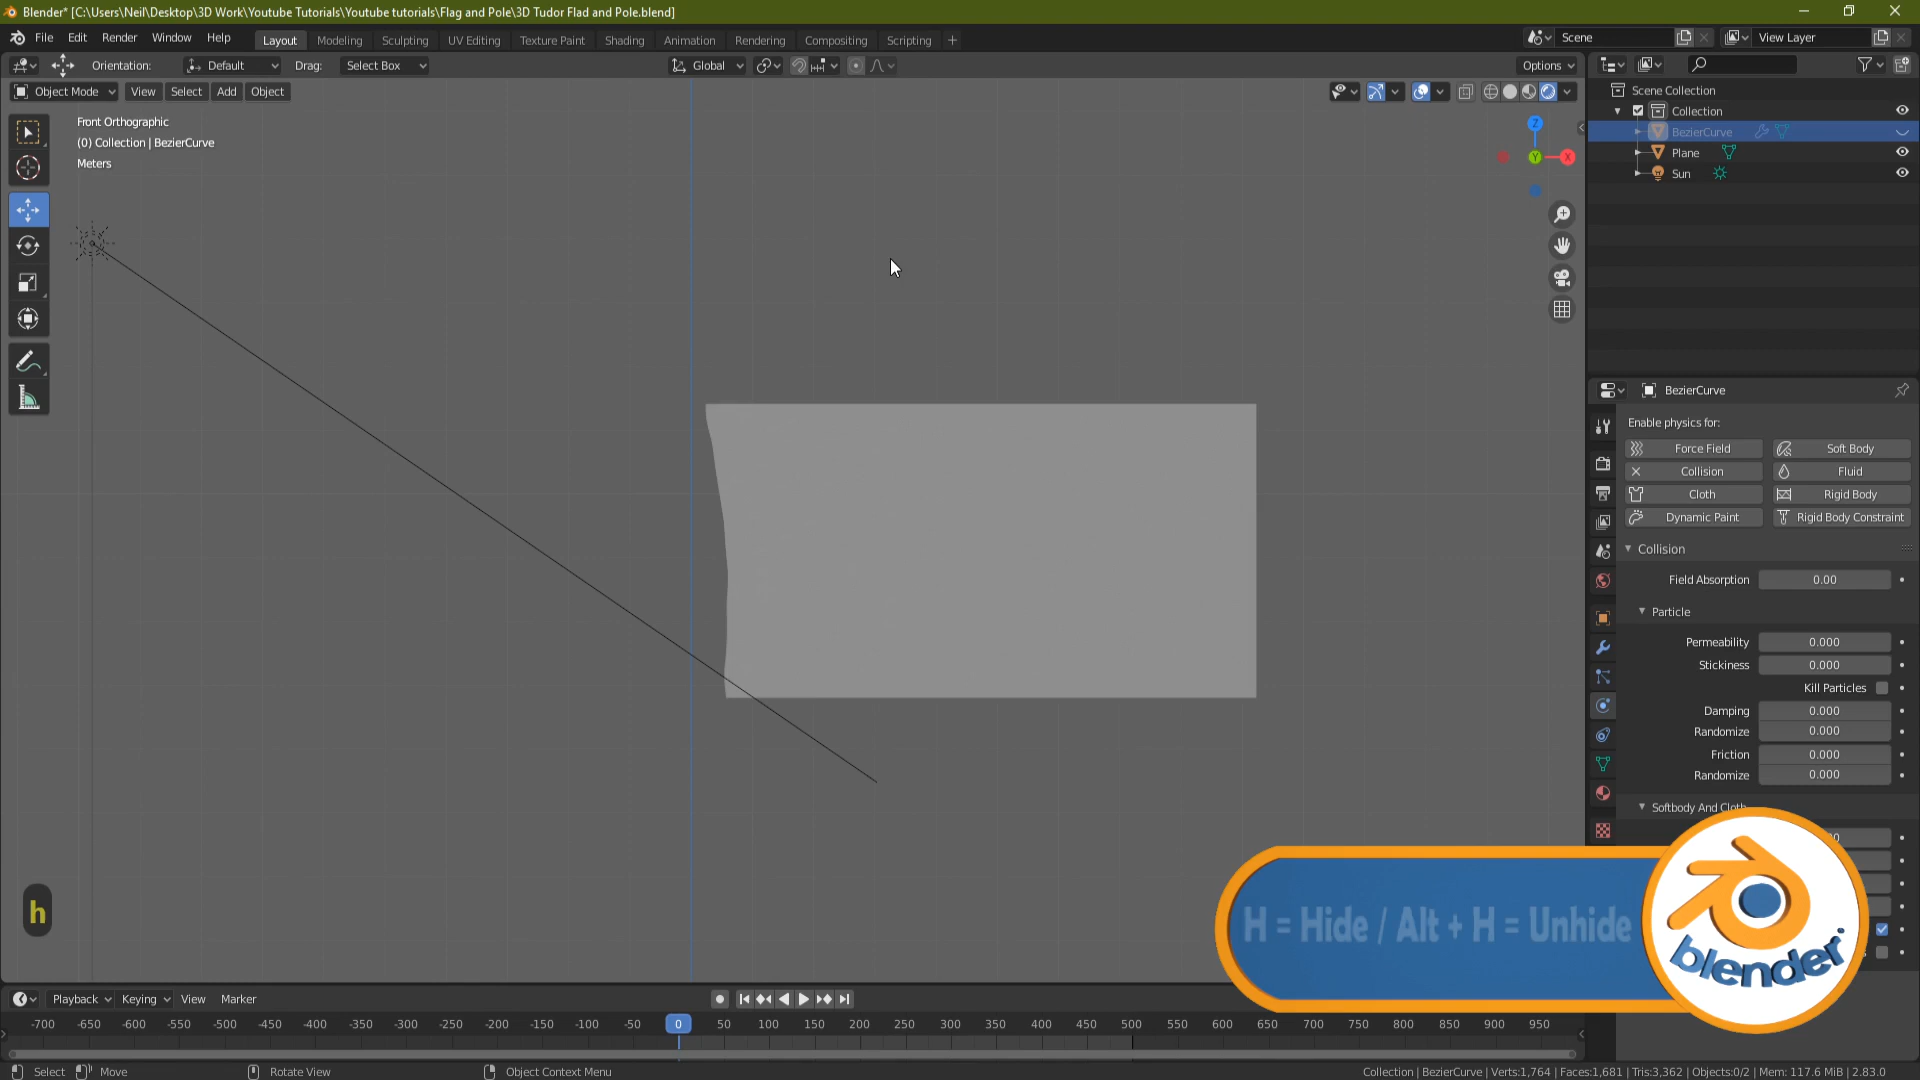 Blender* [C:\Users\Neil\Desktop\3D Work\Youtube Tutorials\Youtube tutorials\Flag and Pole\3D Tudor Flad and Pole.blend]
File Edit Render Window Help Layout Modeling Sculpting UV Editing Texture Paint Shading Animation Rendering Compositing Scripting + Scene View Layer
Orientation: Default Drag: Select Box Global Options
Object Mode View Select Add Object
Front Orthographic
(0) Collection | BezierCurve
Meters
Z
Y
X
Scene Collection
Collection
BezierCurve
Plane
Sun
BezierCurve
Enable physics for:
Force Field Soft Body
Collision Fluid
Cloth Rigid Body
Dynamic Paint Rigid Body Constraint
Collision
Field Absorption 0.00
Particle
Permeability 0.000
Stickiness 0.000
Kill Particles
Damping 0.000
Randomize 0.000
Friction 0.000
Randomize 0.000
Softbody And Cloth
h
H = Hide / Alt + H = Unhide
blender
Playback Keying View Marker
-700 -650 -600 -550 -500 -450 -400 -350 -300 -250 -200 -150 -100 -50 0 50 100 150 200 250 300 350 400 450 500 550 600 650 700 750 800 850 900 950
Select Move Rotate View Object Context Menu Collection | BezierCurve | Verts:1,764 | Faces:1,681 | Tris:3,362 | Objects:0/2 | Mem: 117.6 MiB | 2.83.0